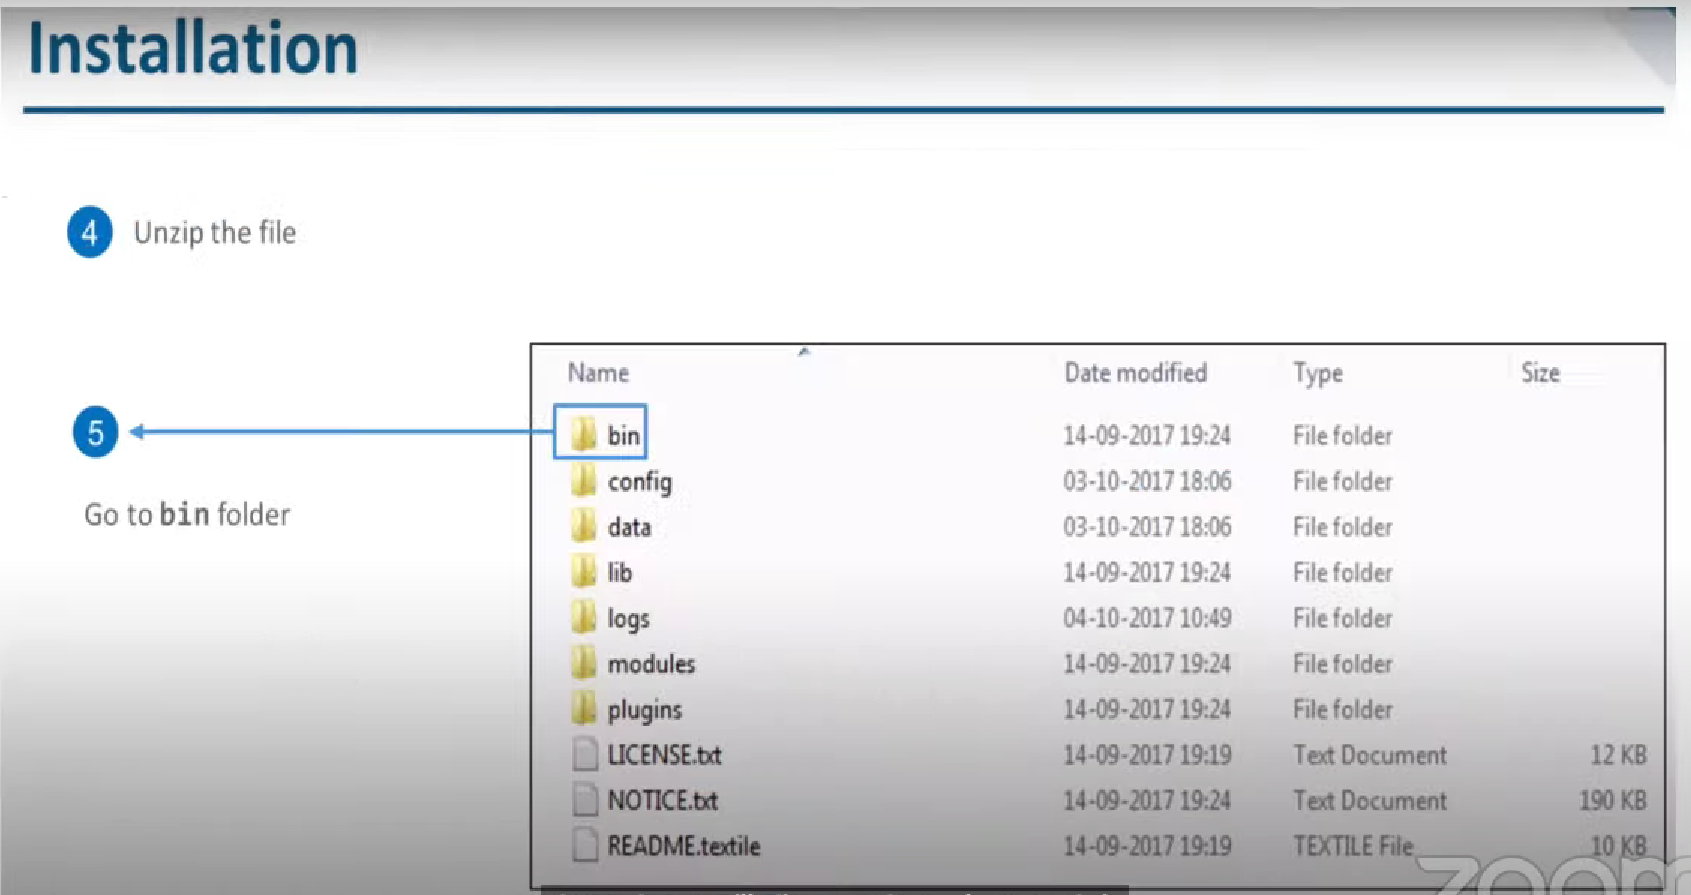 Installation
4 Unzip the file
Name Date modified Type Size
5 bin 14-09-2017 19:24 File folder
config 03-10-2017 18:06 File folder
Go to bin folder
data 03-10-2017 18:06 File folder
lib 14-09-2017 19:24 File folder
logs 04-10-2017 10:49 File folder
modules 14-09-2017 19:24 File folder
plugins 14-09-2017 19:24 File folder
LICENSE.txt 14-09-2017 19:19 Text Document 12 KB
NOTICE.txt 14-09-2017 19:24 Text Document 190 KB
README.textile 14-09-2017 19:19 TEXTILE File 10 KB
zoom